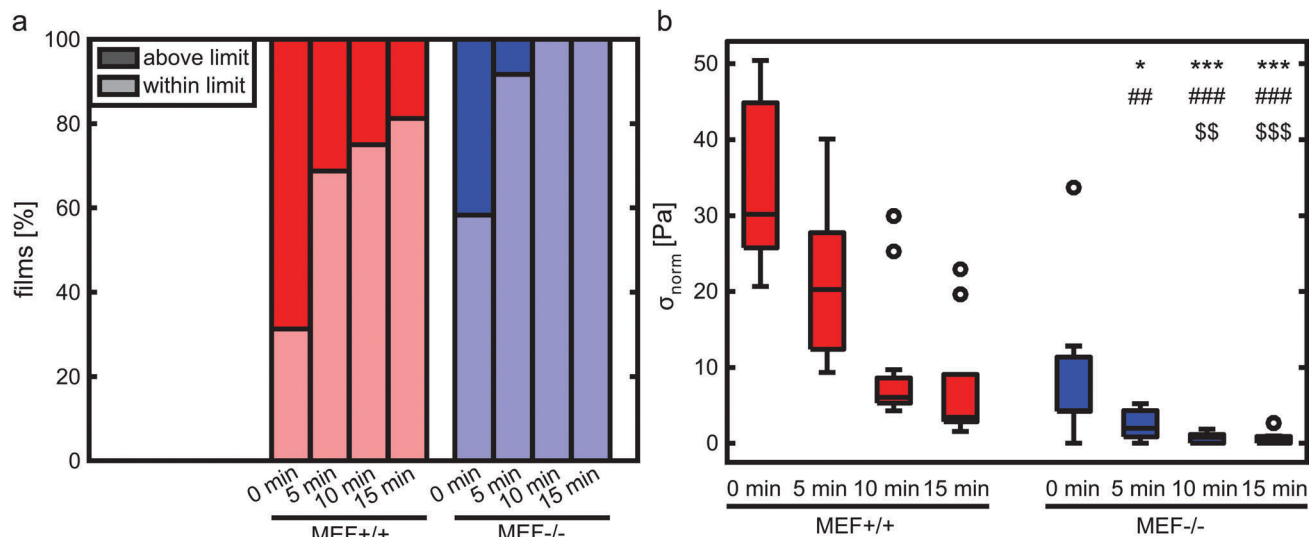 a
100
80
60
40
20
0
films [%]
above limit
within limit
0 min 5 min 10 min 15 min 0 min 5 min 10 min 15 min
MEF+/+ MEF-/-
b
50
40
30
20
10
0
σnorm [Pa]
* *** ***
## ### ###
$$ $$$
0 min 5 min 10 min 15 min 0 min 5 min 10 min 15 min
MEF+/+ MEF-/-